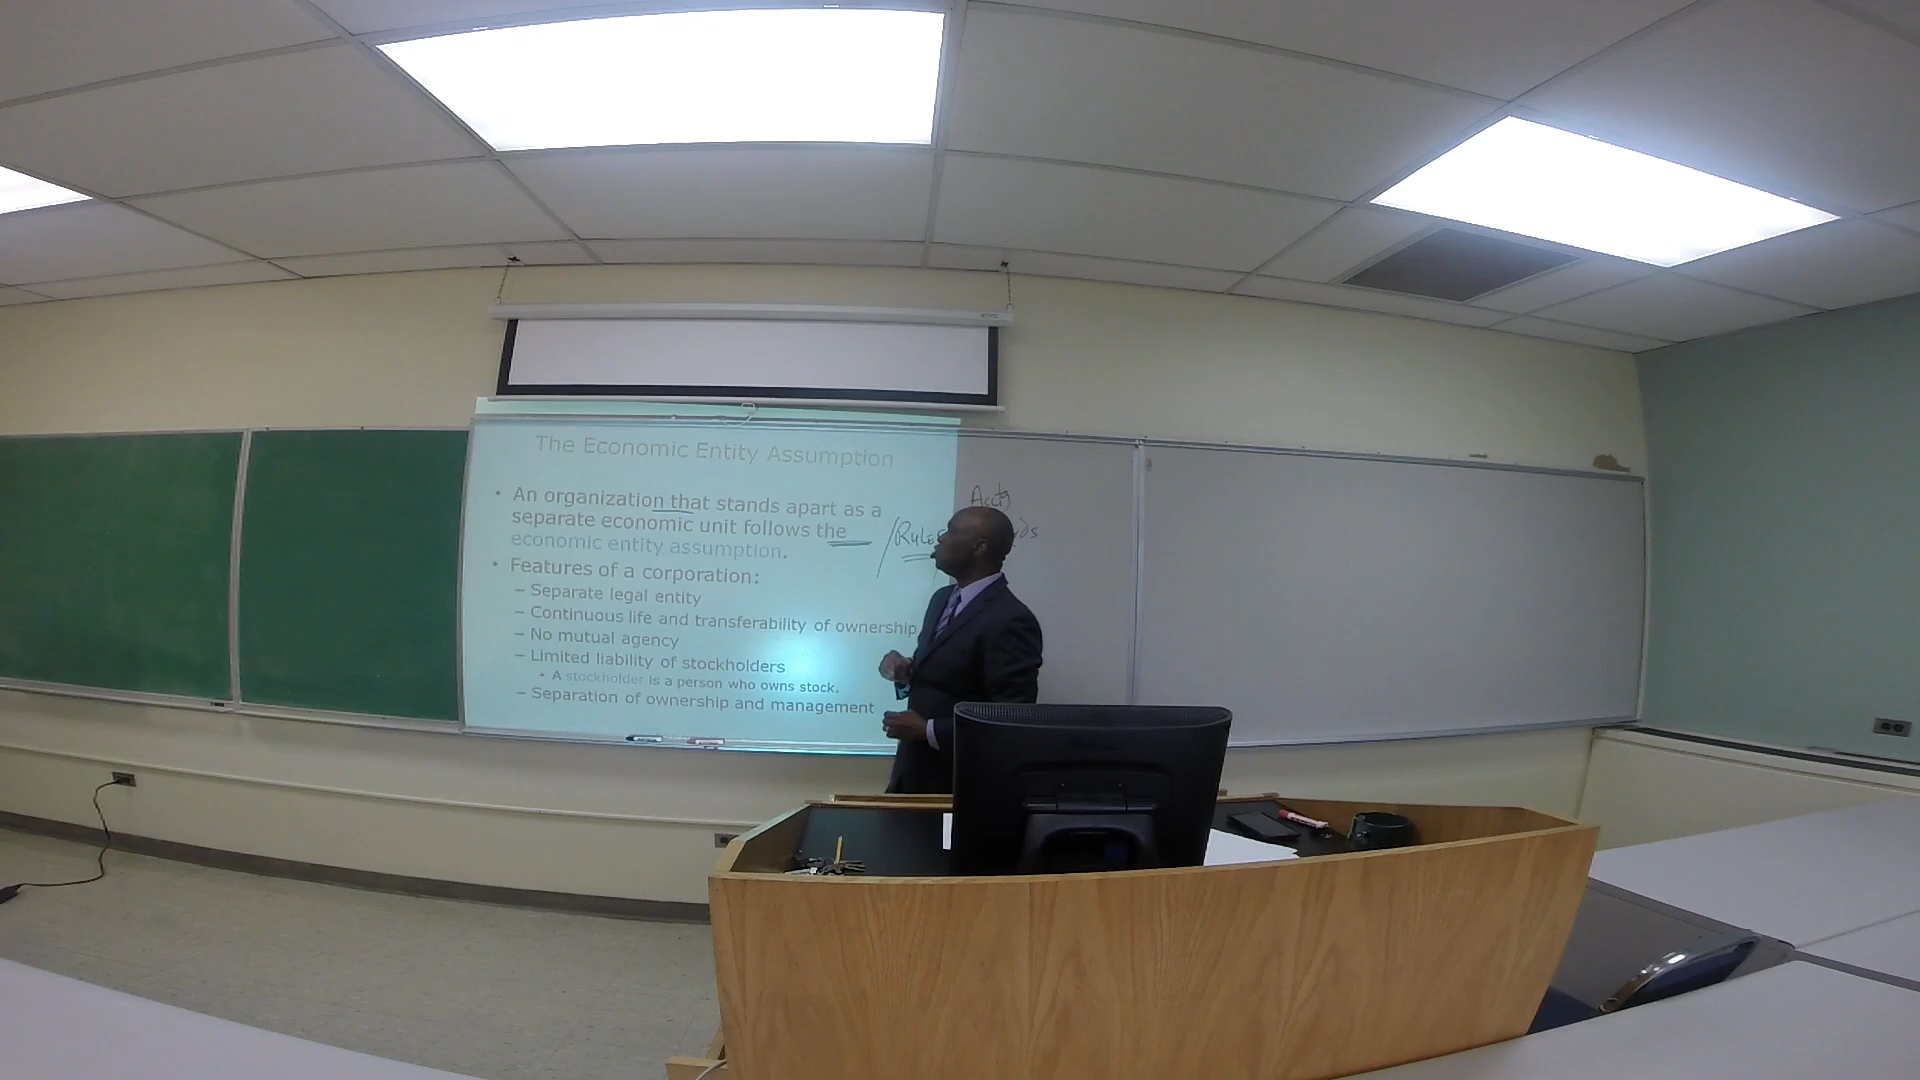 The Economic Entity Assumption
• An organization that stands apart as a
separate economic unit follows the
economic entity assumption.
• Features of a corporation:
– Separate legal entity
– Continuous life and transferability of ownership
– No mutual agency
– Limited liability of stockholders
• A stockholder is a person who owns stock.
– Separation of ownership and management
Acctg